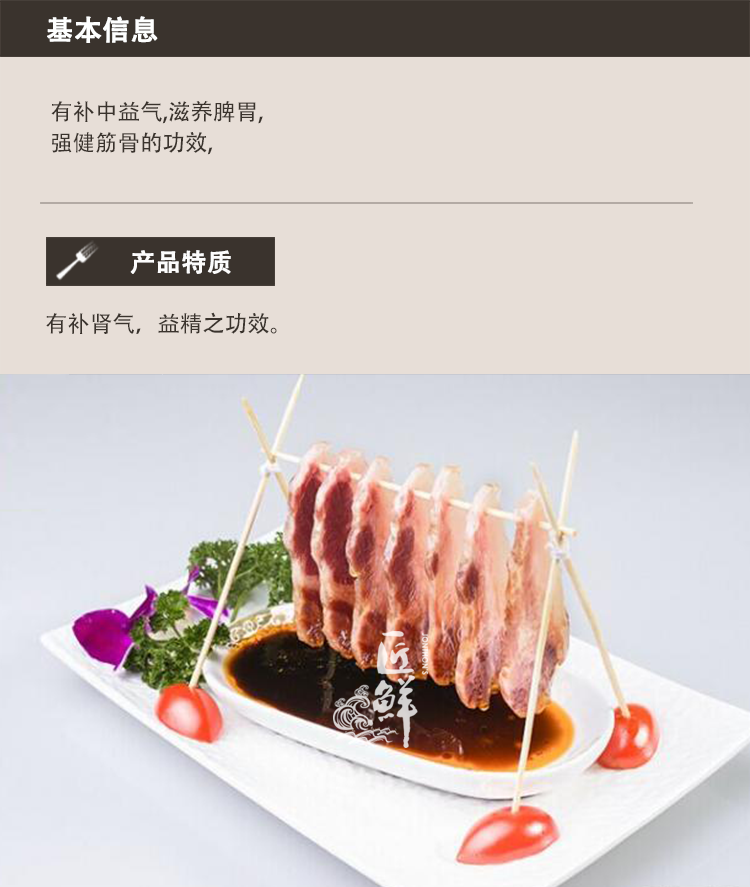 基本信息
有补中益气,滋养脾胃,
强健筋骨的功效,
产品特质
有补肾气，益精之功效。
匠鲜